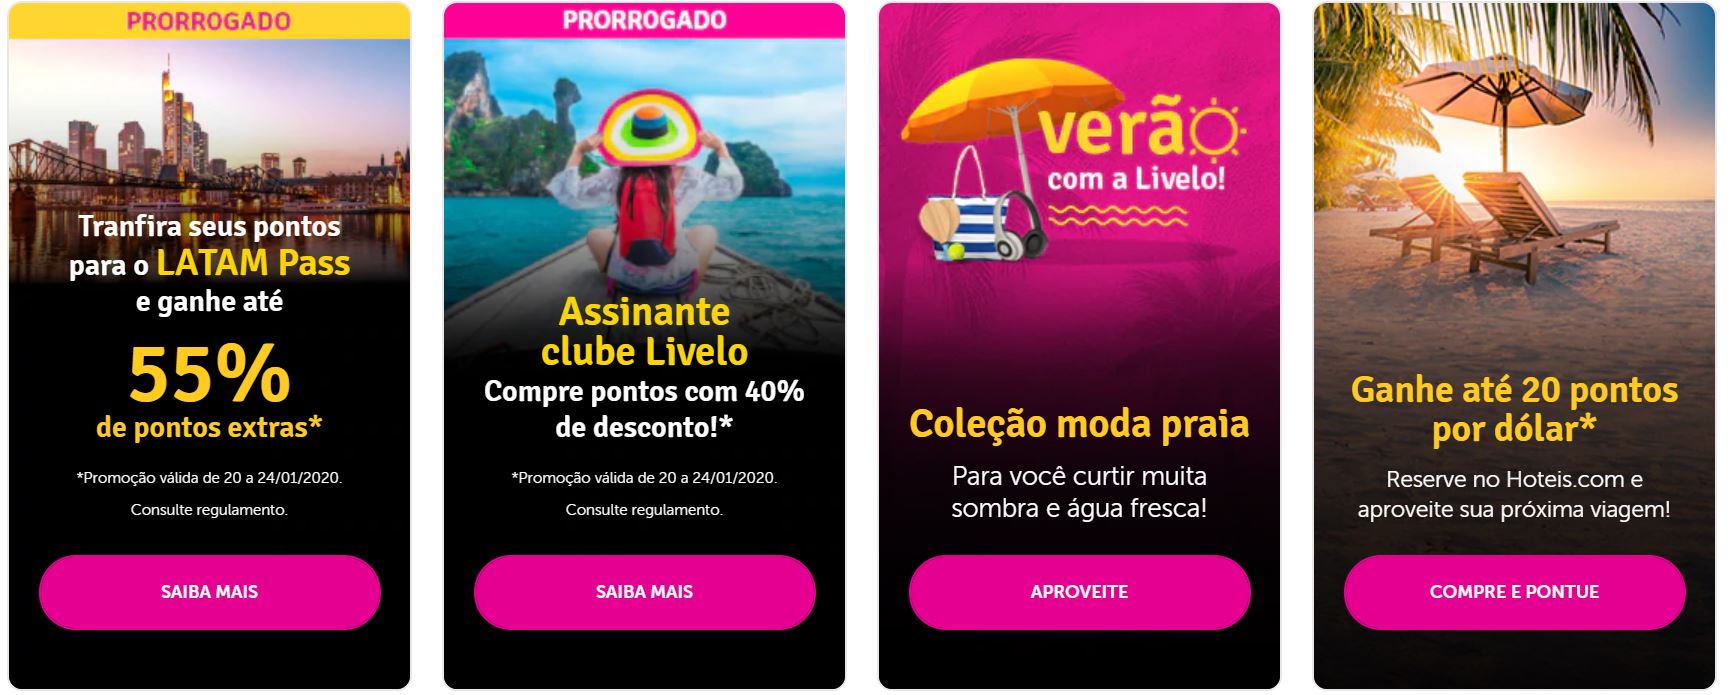 PRORROGADO
Tranfira seus pontos
para o LATAM Pass
e ganhe até
55%
de pontos extras*
*Promoção válida de 20 a 24/01/2020.
Consulte regulamento.
SAIBA MAIS
PRORROGADO
Assinante
clube Livelo
Compre pontos com 40%
de desconto!*
*Promoção válida de 20 a 24/01/2020.
Consulte regulamento.
SAIBA MAIS
verão
com a Livelo!
Coleção moda praia
Para você curtir muita
sombra e água fresca!
APROVEITE
Ganhe até 20 pontos
por dólar*
Reserve no Hoteis.com e
aproveite sua próxima viagem!
COMPRE E PONTUE